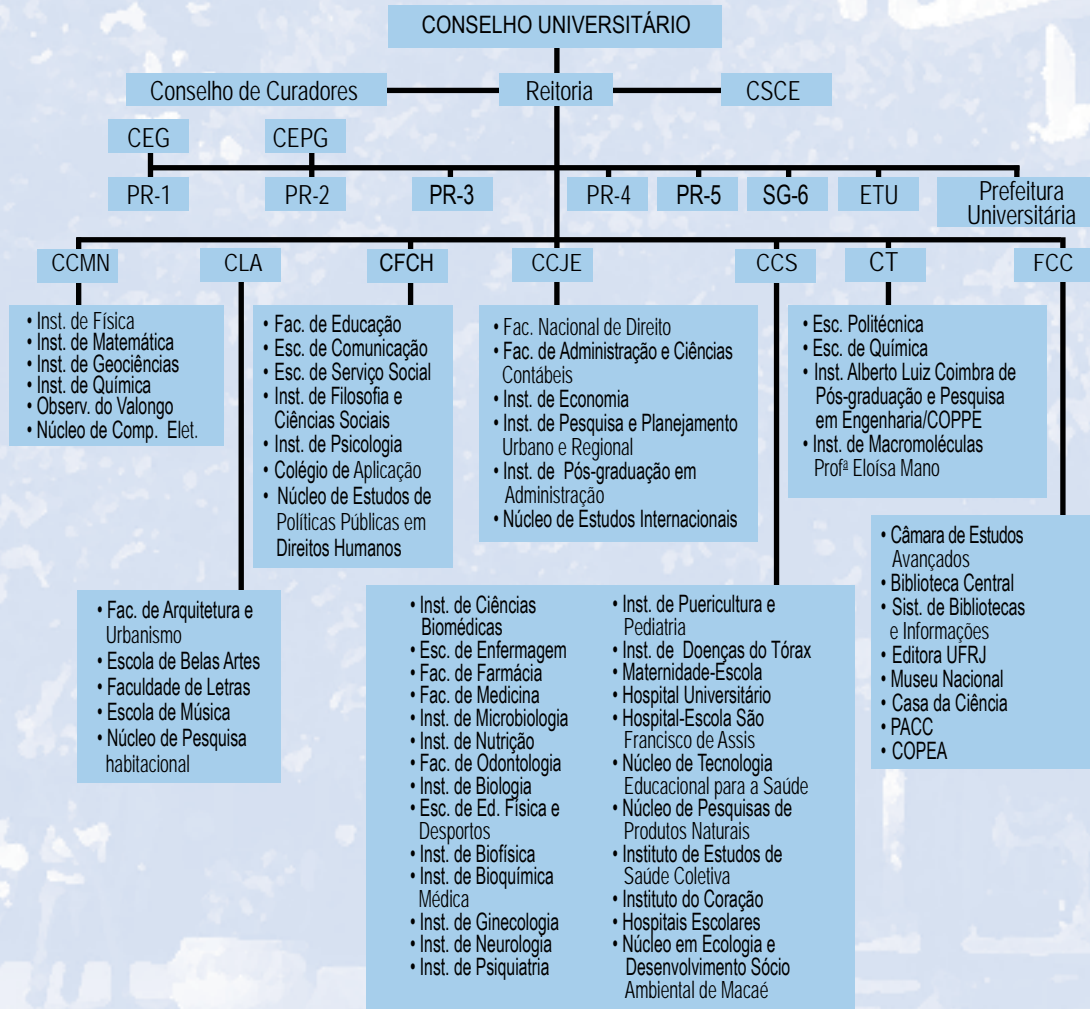 CONSELHO UNIVERSITÁRIO
Conselho de Curadores
Reitoria
CSCE
CEG
CEPG
PR-1
PR-2
PR-3
PR-4
PR-5
SG-6
ETU
Prefeitura
Universitária
CCMN
CLA
CFCH
CCJE
CCS
CT
FCC
• Inst. de Física
• Inst. de Matemática
• Inst. de Geociências
• Inst. de Química
• Observ. do Valongo
• Núcleo de Comp. Elet.
• Fac. de Educação
• Esc. de Comunicação
• Esc. de Serviço Social
• Inst. de Filosofia e
Ciências Sociais
• Inst. de Psicologia
• Colégio de Aplicação
• Núcleo de Estudos de
Políticas Públicas em
Direitos Humanos
• Fac. Nacional de Direito
• Fac. de Administração e Ciências
Contábeis
• Inst. de Economia
• Inst. de Pesquisa e Planejamento
Urbano e Regional
• Inst. de Pós-graduação em
Administração
• Núcleo de Estudos Internacionais
• Esc. Politécnica
• Esc. de Química
• Inst. Alberto Luiz Coimbra de
Pós-graduação e Pesquisa
em Engenharia/COPPE
• Inst. de Macromoléculas
Profª Eloísa Mano
• Fac. de Arquitetura e
Urbanismo
• Escola de Belas Artes
• Faculdade de Letras
• Escola de Música
• Núcleo de Pesquisa
habitacional
• Inst. de Ciências
Biomédicas
• Esc. de Enfermagem
• Fac. de Farmácia
• Fac. de Medicina
• Inst. de Microbiologia
• Inst. de Nutrição
• Fac. de Odontologia
• Inst. de Biologia
• Esc. de Ed. Física e
Desportos
• Inst. de Biofísica
• Inst. de Bioquímica
Médica
• Inst. de Ginecologia
• Inst. de Neurologia
• Inst. de Psiquiatria
• Inst. de Puericultura e
Pediatria
• Inst. de Doenças do Tórax
• Maternidade-Escola
• Hospital Universitário
• Hospital-Escola São
Francisco de Assis
• Núcleo de Tecnologia
Educacional para a Saúde
• Núcleo de Pesquisas de
Produtos Naturais
• Instituto de Estudos de
Saúde Coletiva
• Instituto do Coração
• Hospitais Escolares
• Núcleo em Ecologia e
Desenvolvimento Sócio
Ambiental de Macaé
• Câmara de Estudos
Avançados
• Biblioteca Central
• Sist. de Bibliotecas
e Informações
• Editora UFRJ
• Museu Nacional
• Casa da Ciência
• PACC
• COPEA